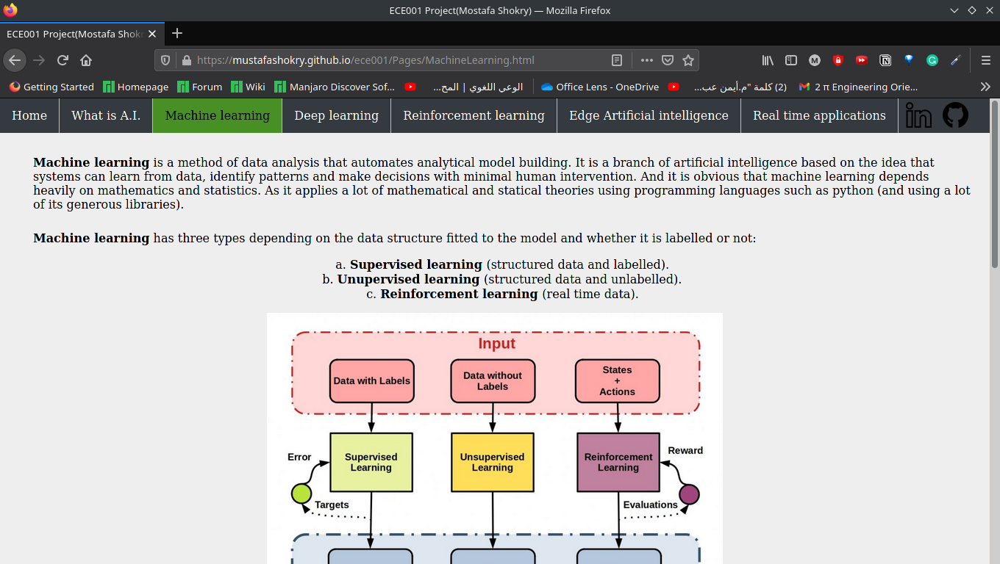 ECE001 Project(Mostafa Shokry) — Mozilla Firefox
ECE001 Project(Mostafa Shokr
https://mustafashokry.github.io/ece001/Pages/MachineLearning.html
Getting Started Homepage Forum Wiki Manjaro Discover Sof... الوعي اللغوي | المح... Office Lens - OneDrive (2) كلمة "م.أيمن عب... 2 π Engineering Orie...
Home What is A.I. Machine learning Deep learning Reinforcement learning Edge Artificial intelligence Real time applications in
Machine learning is a method of data analysis that automates analytical model building. It is a branch of artificial intelligence based on the idea that
systems can learn from data, identify patterns and make decisions with minimal human intervention. And it is obvious that machine learning depends
heavily on mathematics and statistics. As it applies a lot of mathematical and statical theories using programming languages such as python (and using a lot
of its generous libraries).
Machine learning has three types depending on the data structure fitted to the model and whether it is labelled or not:
a. Supervised learning (structured data and labelled).
b. Unupervised learning (structured data and unlabelled).
c. Reinforcement learning (real time data).
Input
Data with Labels
Data without
Labels
States
+
Actions
Error
Supervised
Learning
Targets
Unsupervised
Learning
Reinforcement
Learning
Reward
Evaluations